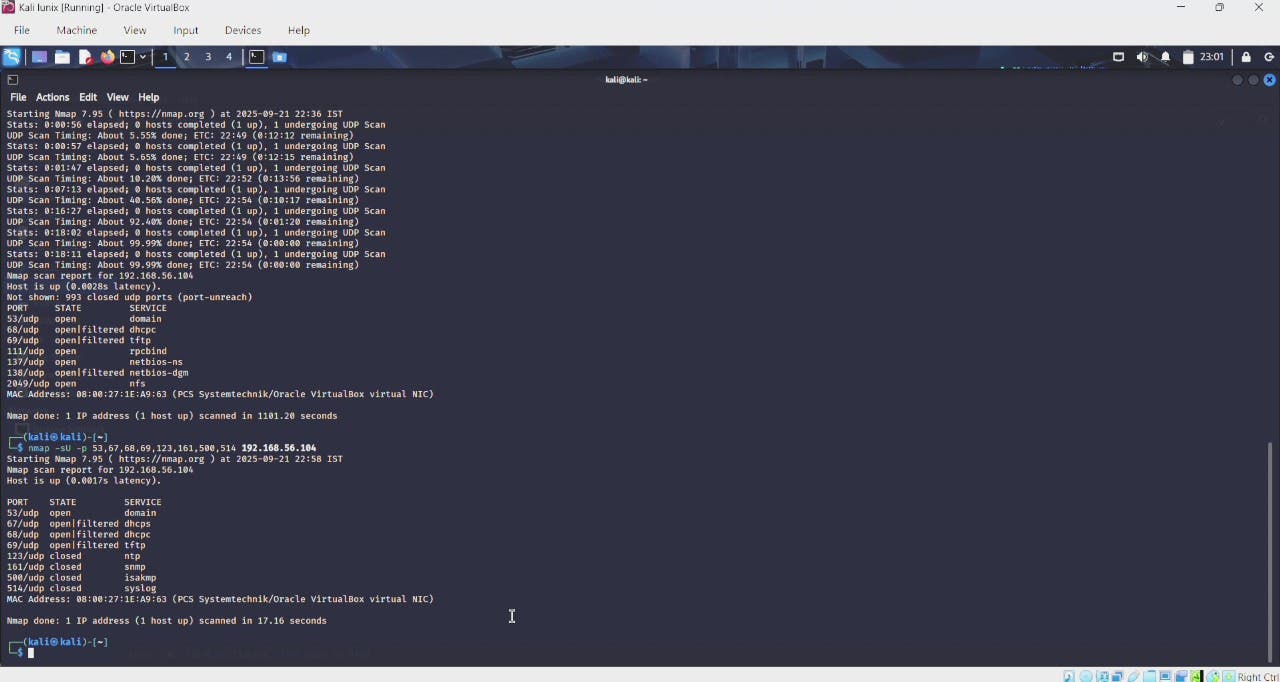 Kali lunix [Running] - Oracle VirtualBox
File Machine View Input Devices Help
1 2 3 4
23:01
kali@kali: ~
File Actions Edit View Help
Starting Nmap 7.95 ( https://nmap.org ) at 2025-09-21 22:36 IST
Stats: 0:00:56 elapsed; 0 hosts completed (1 up), 1 undergoing UDP Scan
UDP Scan Timing: About 5.55% done; ETC: 22:49 (0:12:12 remaining)
Stats: 0:00:57 elapsed; 0 hosts completed (1 up), 1 undergoing UDP Scan
UDP Scan Timing: About 5.65% done; ETC: 22:49 (0:12:15 remaining)
Stats: 0:01:47 elapsed; 0 hosts completed (1 up), 1 undergoing UDP Scan
UDP Scan Timing: About 10.20% done; ETC: 22:52 (0:13:56 remaining)
Stats: 0:07:13 elapsed; 0 hosts completed (1 up), 1 undergoing UDP Scan
UDP Scan Timing: About 40.56% done; ETC: 22:54 (0:10:17 remaining)
Stats: 0:16:27 elapsed; 0 hosts completed (1 up), 1 undergoing UDP Scan
UDP Scan Timing: About 92.40% done; ETC: 22:54 (0:01:20 remaining)
Stats: 0:18:02 elapsed; 0 hosts completed (1 up), 1 undergoing UDP Scan
UDP Scan Timing: About 99.99% done; ETC: 22:54 (0:00:00 remaining)
Stats: 0:18:11 elapsed; 0 hosts completed (1 up), 1 undergoing UDP Scan
UDP Scan Timing: About 99.99% done; ETC: 22:54 (0:00:00 remaining)
Nmap scan report for 192.168.56.104
Host is up (0.0028s latency).
Not shown: 993 closed udp ports (port-unreach)
PORT STATE SERVICE
53/udp open domain
68/udp open|filtered dhcpc
69/udp open|filtered tftp
111/udp open rpcbind
137/udp open netbios-ns
138/udp open|filtered netbios-dgm
2049/udp open nfs
MAC Address: 08:00:27:1E:A9:63 (PCS Systemtechnik/Oracle VirtualBox virtual NIC)
Nmap done: 1 IP address (1 host up) scanned in 1101.20 seconds
┌──(kali㉿kali)-[~]
└─$ nmap -sU -p 53,67,68,69,123,161,500,514 192.168.56.104
Starting Nmap 7.95 ( https://nmap.org ) at 2025-09-21 22:58 IST
Nmap scan report for 192.168.56.104
Host is up (0.0017s latency).
PORT STATE SERVICE
53/udp open domain
67/udp open|filtered dhcps
68/udp open|filtered dhcpc
69/udp open|filtered tftp
123/udp closed ntp
161/udp closed snmp
500/udp closed isakmp
514/udp closed syslog
MAC Address: 08:00:27:1E:A9:63 (PCS Systemtechnik/Oracle VirtualBox virtual NIC)
Nmap done: 1 IP address (1 host up) scanned in 17.16 seconds
┌──(kali㉿kali)-[~]
└─$
Right Ctrl